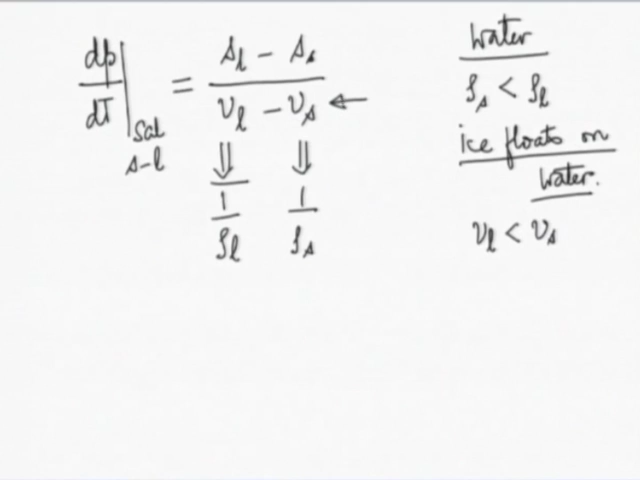 dp/dT |sat s-l = (s_l - s_s) / (v_l - v_s) ←
⇓ ⇓
1/ρ_l 1/ρ_s
Water
ρ_s < ρ_l
ice floats on
water.
v_l < v_s